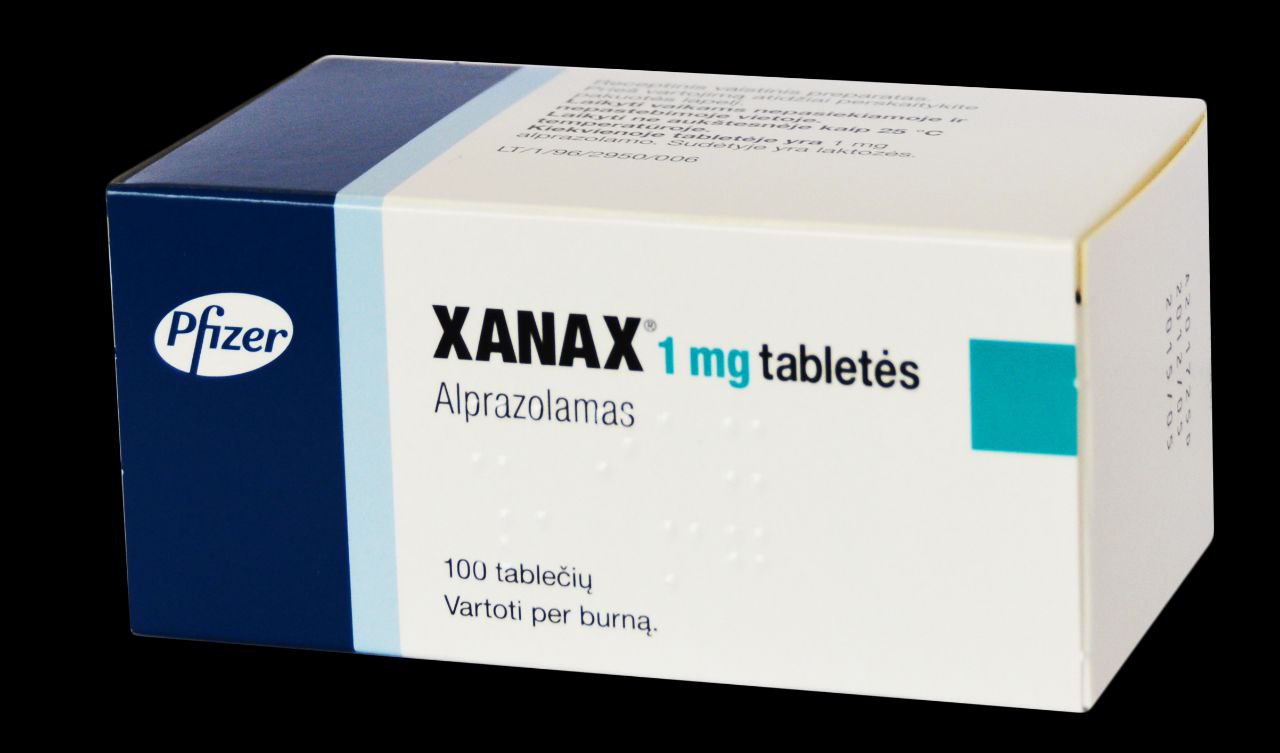 Receptinis vaistinis preparatas.
Prieš vartojimą atidžiai perskaitykite
pakuotės lapelį.
Laikyti vaikams nepasiekiamoje ir
nepastebimoje vietoje.
Laikyti ne aukštesnėje kaip 25 °C
temperatūroje.
Kiekvienoje tabletėje yra 1 mg
alprazolamo. Sudėtyje yra laktozės.
LT/1/96/2950/006
Pfizer
XANAX® 1 mg tabletės
Alprazolamas
100 tablečių
Vartoti per burną.
2015/05